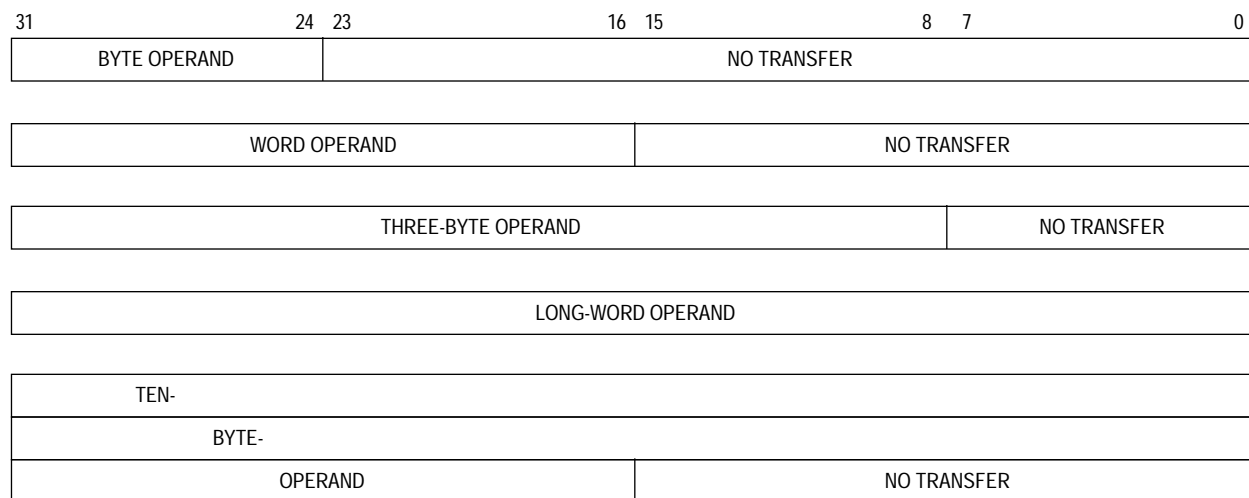 31 24 23 16 15 8 7 0
BYTE OPERAND NO TRANSFER
WORD OPERAND NO TRANSFER
THREE-BYTE OPERAND NO TRANSFER
LONG-WORD OPERAND
TEN-
BYTE-
OPERAND NO TRANSFER